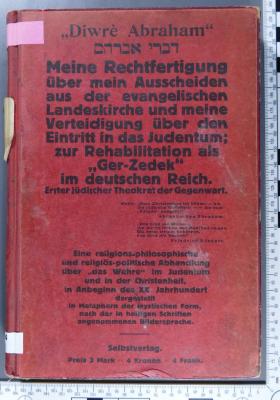 „Diwrè Abraham“
דברי אברהם
Meine Rechtfertigung
über mein Ausscheiden
aus der evangelischen
Landeskirche und meine
Verteidigung über den
Eintritt in das Judentum;
zur Rehabilitation als
„Ger-Zedek“
im deutschen Reich.
Erster jüdischer Theokrat der Gegenwart.
Eine religions-philosophische
und religiös-politische Abhandlung
über „das Wahre“ im Judentum
und in der Christenheit,
in Anbeginn des XX. Jahrhundert
dargestellt
in Metaphern der mystischen Form,
nach der in heiligen Schriften
angenommenen Bildersprache.
Selbstverlag.
Preis 3 Mark – 4 Kronen – 4 Frank.